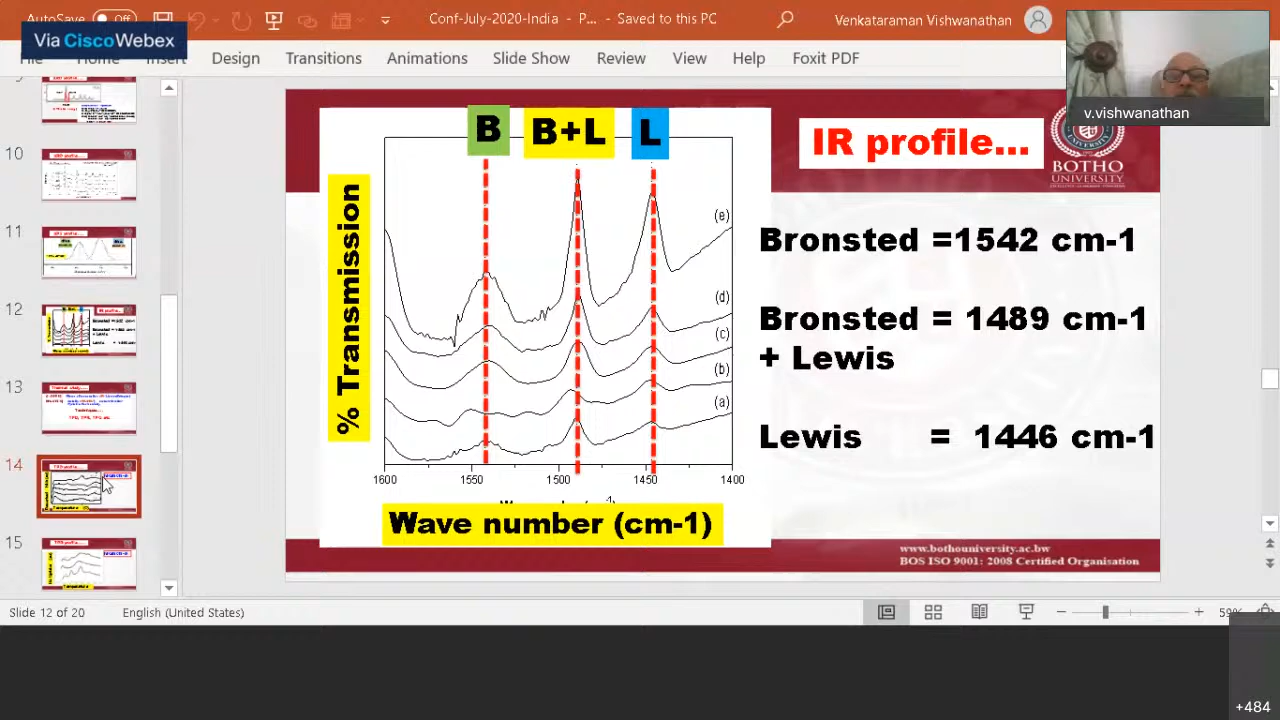 AutoSave Off
Conf-July-2020-India - P... - Saved to this PC
Venkataraman Vishwanathan
Via Cisco Webex
File Home Insert Design Transitions Animations Slide Show Review View Help Foxit PDF
v.vishwanathan
10
11
12
13
14
15
B B+L L
IR profile...
BOTHO
UNIVERSITY
% Transmission
(e)
(d)
(c)
(b)
(a)
1600 1550 1500 1450 1400
Wave number (cm-1)
Bronsted =1542 cm-1
Bronsted = 1489 cm-1
+ Lewis
Lewis = 1446 cm-1
www.bothouniversity.ac.bw
BOS ISO 9001: 2008 Certified Organisation
Slide 12 of 20 English (United States)
59%
+484